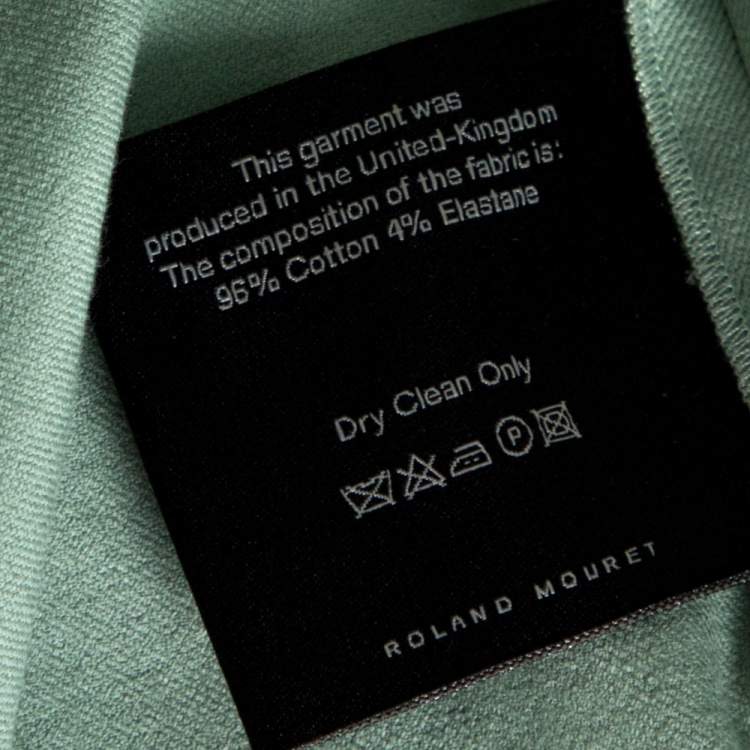 This garment was
produced in the United-Kingdom
The composition of the fabric is:
96% Cotton 4% Elastane
Dry Clean Only
P
ROLAND MOURET